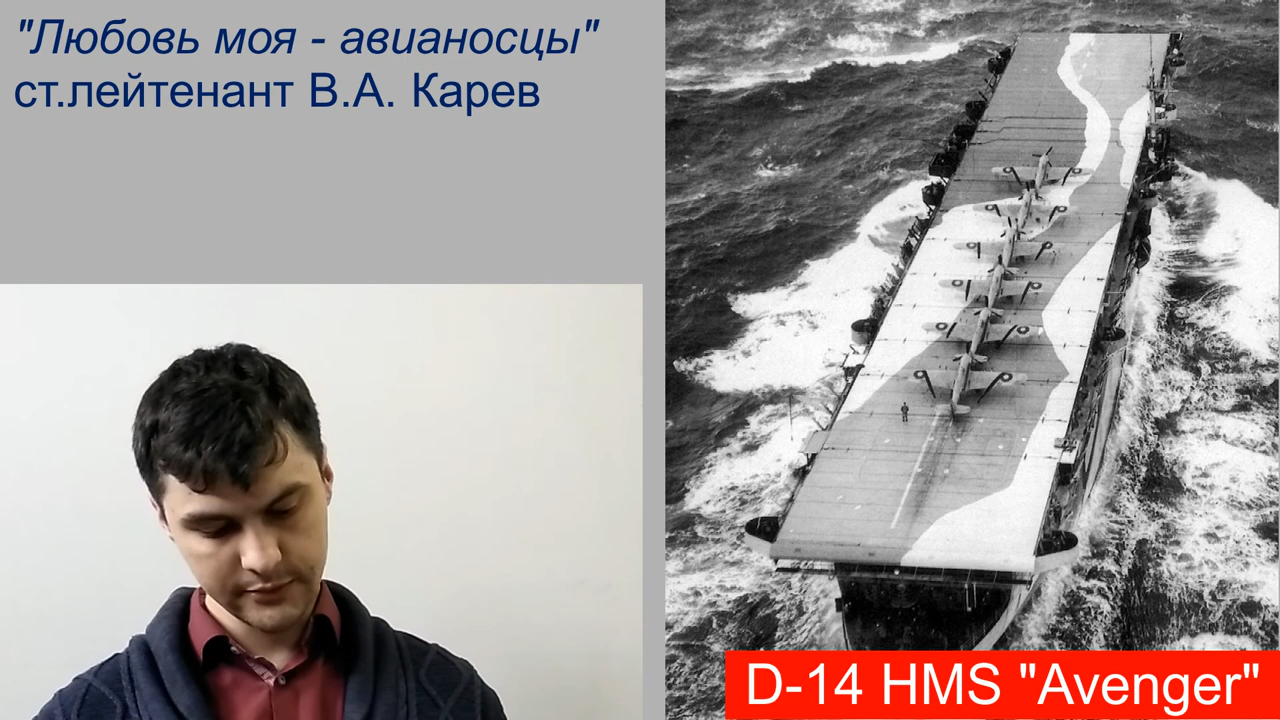 "Любовь моя - авианосцы"
ст.лейтенант В.А. Карев
D-14 HMS "Avenger"